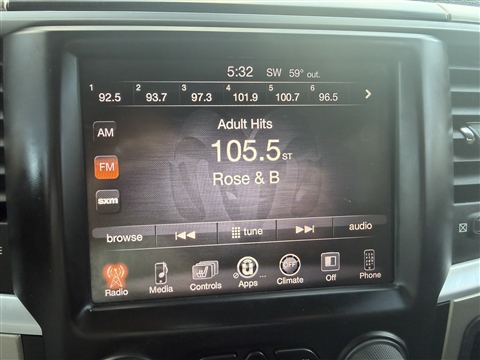 5:32 SW 59° out.
1 92.5 2 93.7 3 97.3 4 101.9 5 100.7 6 96.5
Adult Hits
AM
105.5 ST
FM
Rose & B
sxm
browse tune audio
Radio Media Controls Apps Climate Off Phone